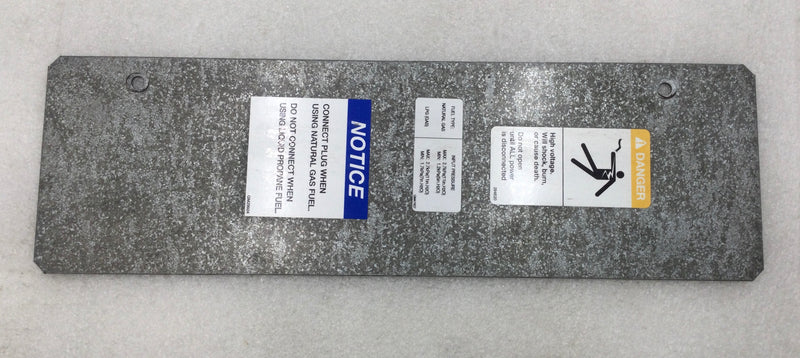 DANGER
High voltage.
Will shock, burn,
or cause death.
Do not open
until ALL power
is disconnected
FUEL TYPE:
INPUT PRESSURE
NATURAL GAS
LPG (GAS)
NOTICE
CONNECT PLUG WHEN
USING NATURAL GAS FUEL.
DO NOT CONNECT WHEN
USING LIQUID PROPANE FUEL.